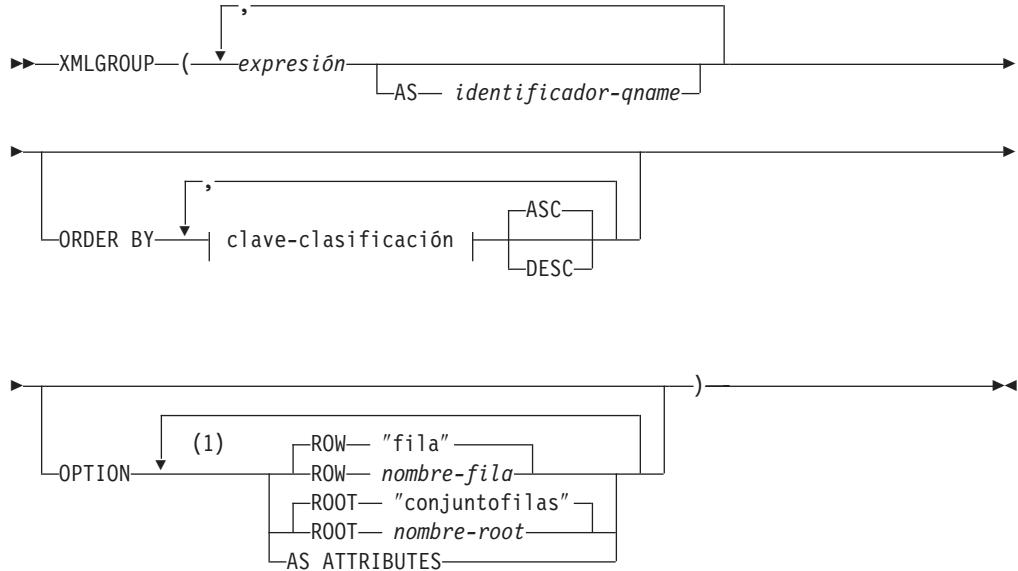 ,
XMLGROUP ( expresión
AS identificador-qname
,
ASC
ORDER BY clave-clasificación
DESC
)
(1) ROW "fila"
OPTION ROW nombre-fila
ROOT "conjuntofilas"
ROOT nombre-root
AS ATTRIBUTES